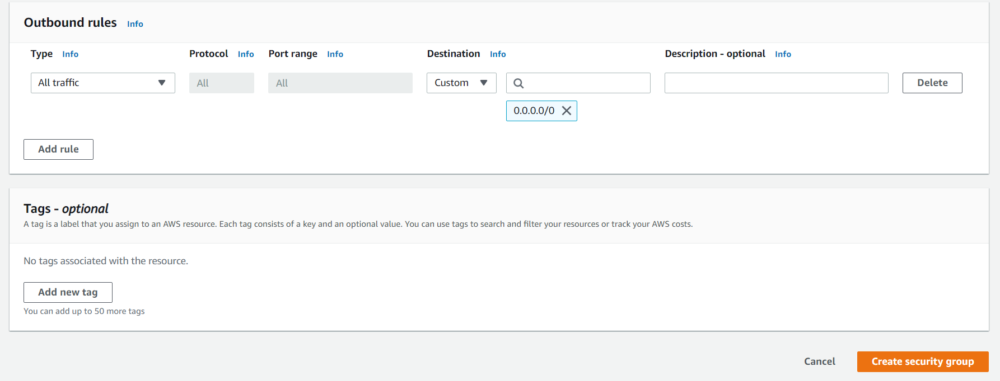 Outbound rules Info
Type Info Protocol Info Port range Info Destination Info Description - optional Info
All traffic All All Custom Delete
0.0.0.0/0
Add rule
Tags - optional
A tag is a label that you assign to an AWS resource. Each tag consists of a key and an optional value. You can use tags to search and filter your resources or track your AWS costs.
No tags associated with the resource.
Add new tag
You can add up to 50 more tags
Cancel Create security group